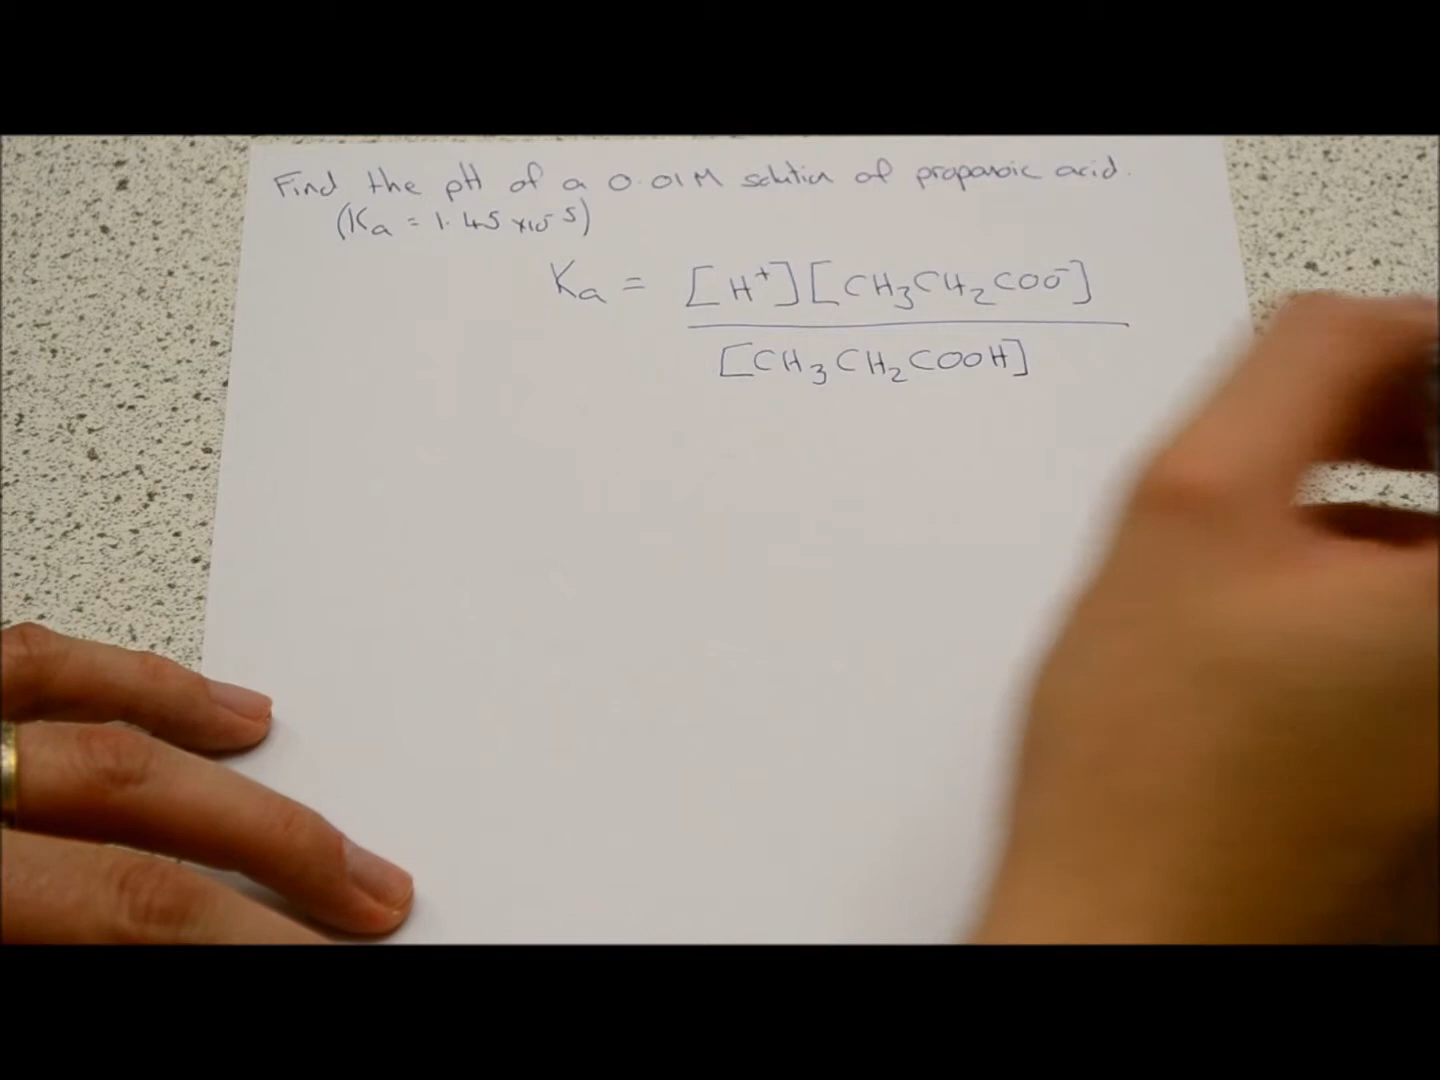 Find the pH of a 0.01M solution of propanoic acid.
(Ka = 1.45 x10-5)
Ka = [H+][CH3CH2COO-]
[CH3CH2COOH]